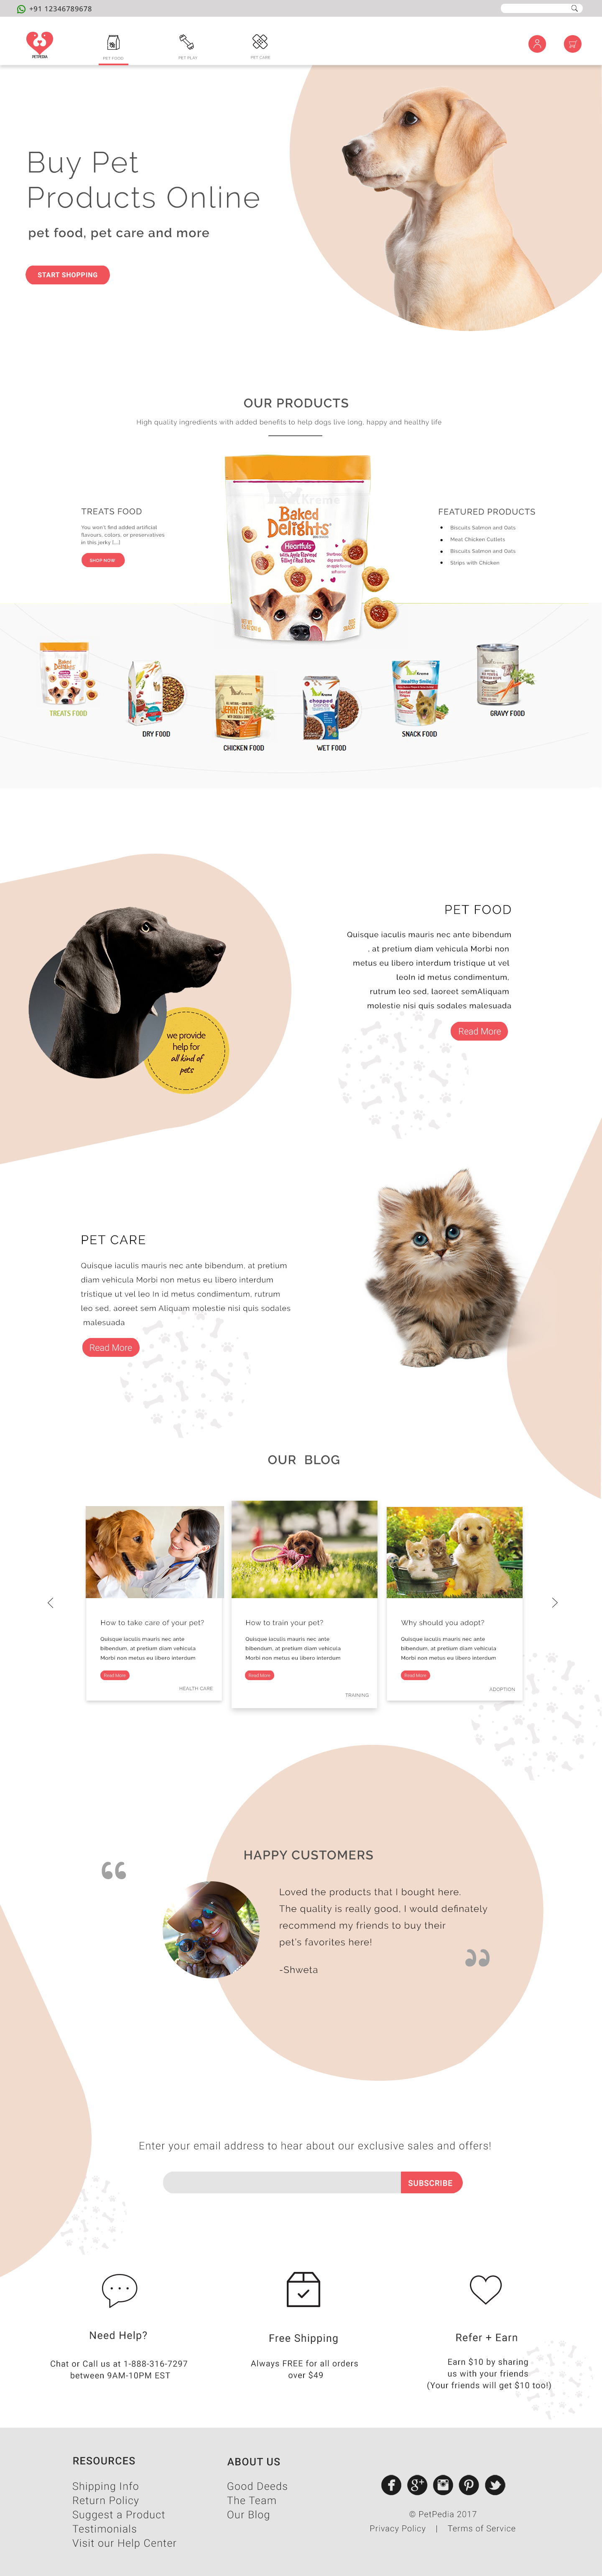 +91 12346789678
PETPEDIA
PET FOOD
PET PLAY
PET CARE
Buy Pet
Products Online
pet food, pet care and more
START SHOPPING
OUR PRODUCTS
High quality ingredients with added benefits to help dogs live long, happy and healthy life
TREATS FOOD
You won't find added artificial
flavours, colors, or preservatives
in this jerky [...]
SHOP NOW
Kreme
Baked
Delights
Heartfuls
with Apple Flavored
Filling Fried Bacon
FEATURED PRODUCTS
Biscuits Salmon and Oats
Meat Chicken Cutlets
Biscuits Salmon and Oats
Strips with Chicken
Baked
Delights
TREATS FOOD
DRY FOOD
JERKY STRIPS
CHICKEN FOOD
chopped
WET FOOD
Kreme
Healthy Smile
SNACK FOOD
Kreme
GRAVY FOOD
we provide
help for
all kind of
pets
PET FOOD
Quisque iaculis mauris nec ante bibendum
, at pretium diam vehicula Morbi non
metus eu libero interdum tristique ut vel
leoIn id metus condimentum,
rutrum leo sed, laoreet semAliquam
molestie nisi quis sodales malesuada
Read More
PET CARE
Quisque iaculis mauris nec ante bibendum, at pretium
diam vehicula Morbi non metus eu libero interdum
tristique ut vel leo In id metus condimentum, rutrum
leo sed, aoreet sem Aliquam molestie nisi quis sodales
malesuada
Read More
OUR BLOG
How to take care of your pet?
Quisque iaculis mauris nec ante
bibendum, at pretium diam vehicula
Morbi non metus eu libero interdum
Read More
HEALTH CARE
How to train your pet?
Quisque iaculis mauris nec ante
bibendum, at pretium diam vehicula
Morbi non metus eu libero interdum
Read More
TRAINING
Why should you adopt?
Quisque iaculis mauris nec ante
bibendum, at pretium diam vehicula
Morbi non metus eu libero interdum
Read More
ADOPTION
HAPPY CUSTOMERS
“
Loved the products that I bought here.
The quality is really good, I would definately
recommend my friends to buy their
pet's favorites here!
”
-Shweta
Enter your email address to hear about our exclusive sales and offers!
SUBSCRIBE
Need Help?
Chat or Call us at 1-888-316-7297
between 9AM-10PM EST
Free Shipping
Always FREE for all orders
over $49
Refer + Earn
Earn $10 by sharing
us with your friends
(Your friends will get $10 too!)
RESOURCES
Shipping Info
Return Policy
Suggest a Product
Testimonials
Visit our Help Center
ABOUT US
Good Deeds
The Team
Our Blog
© PetPedia 2017
Privacy Policy | Terms of Service